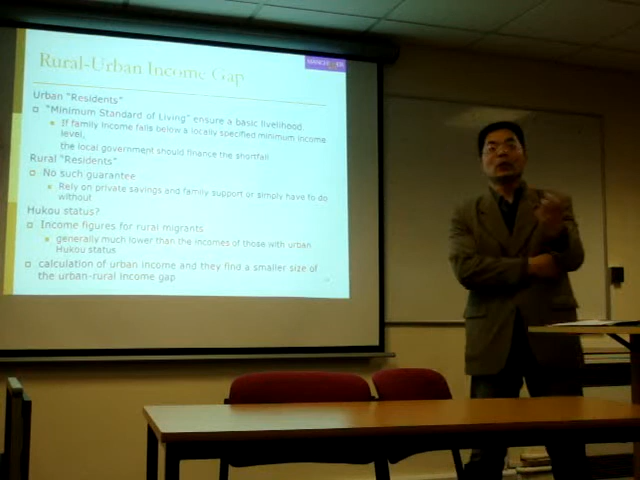 Rural-Urban Income Gap
MANCHESTER
Urban "Residents"
"Minimum Standard of Living" ensure a basic livelihood,
If family income falls below a locally specified minimum income
level,
the local government should finance the shortfall
Rural "Residents"
No such guarantee
Rely on private savings and family support or simply have to do
without
Hukou status?
Income figures for rural migrants
generally much lower than the incomes of those with urban
Hukou status
calculation of urban income and they find a smaller size of
the urban-rural income gap